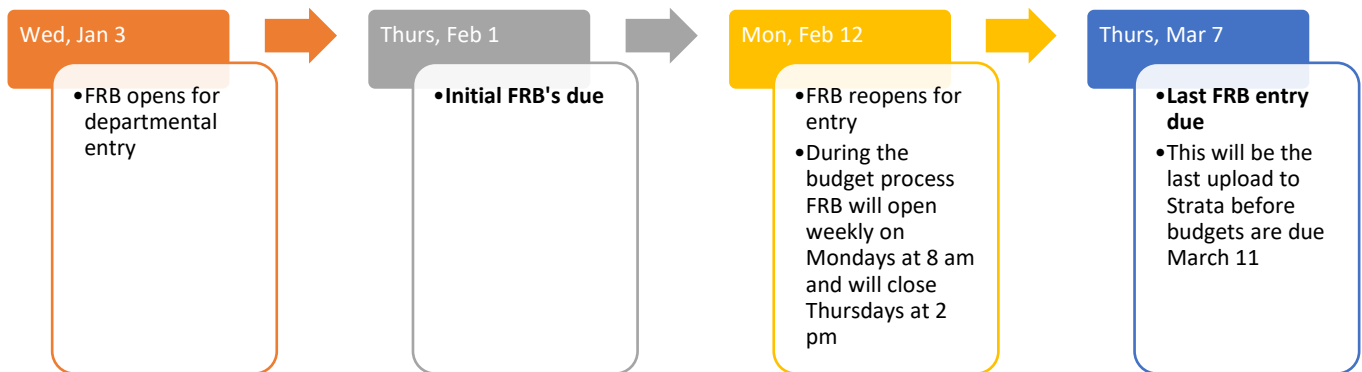 Wed, Jan 3
•FRB opens for
departmental
entry
Thurs, Feb 1
•Initial FRB's due
Mon, Feb 12
•FRB reopens for
entry
•During the
budget process
FRB will open
weekly on
Mondays at 8 am
and will close
Thursdays at 2
pm
Thurs, Mar 7
•Last FRB entry
due
•This will be the
last upload to
Strata before
budgets are due
March 11